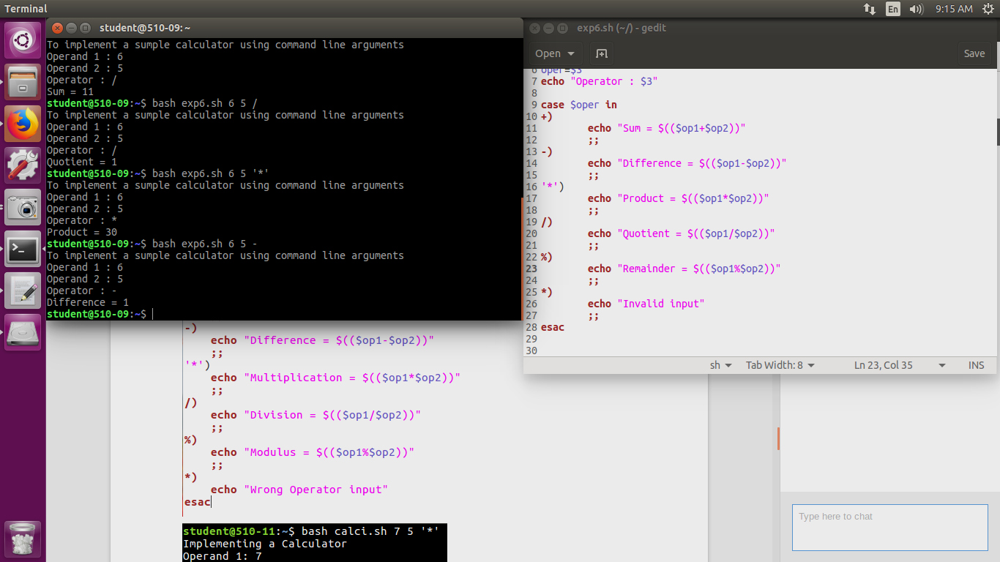 Terminal
En
9:15 AM
student@510-09: ~
To implement a sumple calculator using command line arguments
Operand 1 : 6
Operand 2 : 5
Operator : /
Sum = 11
student@510-09:~$ bash exp6.sh 6 5 /
To implement a sumple calculator using command line arguments
Operand 1 : 6
Operand 2 : 5
Operator : /
Quotient = 1
student@510-09:~$ bash exp6.sh 6 5 '*'
To implement a sumple calculator using command line arguments
Operand 1 : 6
Operand 2 : 5
Operator : *
Product = 30
student@510-09:~$ bash exp6.sh 6 5 -
To implement a sumple calculator using command line arguments
Operand 1 : 6
Operand 2 : 5
Operator : -
Difference = 1
student@510-09:~$
exp6.sh (~/) - gedit
Open
Save
6 oper=$3
7 echo "Operator : $3"
8
9 case $oper in
10 +)
11 echo "Sum = $(($op1+$op2))"
12 ;;
13 -)
14 echo "Difference = $(($op1-$op2))"
15 ;;
16 '*')
17 echo "Product = $(($op1*$op2))"
18 ;;
19 /)
20 echo "Quotient = $(($op1/$op2))"
21 ;;
22 %)
23 echo "Remainder = $(($op1%$op2))"
24 ;;
25 *)
26 echo "Invalid input"
27 ;;
28 esac
29
30
sh Tab Width: 8 Ln 23, Col 35 INS
-)
echo "Difference = $(($op1-$op2))"
;;
'*')
echo "Multiplication = $(($op1*$op2))"
;;
/)
echo "Division = $(($op1/$op2))"
;;
%)
echo "Modulus = $(($op1%$op2))"
;;
*)
echo "Wrong Operator input"
esac
student@510-11:~$ bash calci.sh 7 5 '*'
Implementing a Calculator
Operand 1: 7
Type here to chat